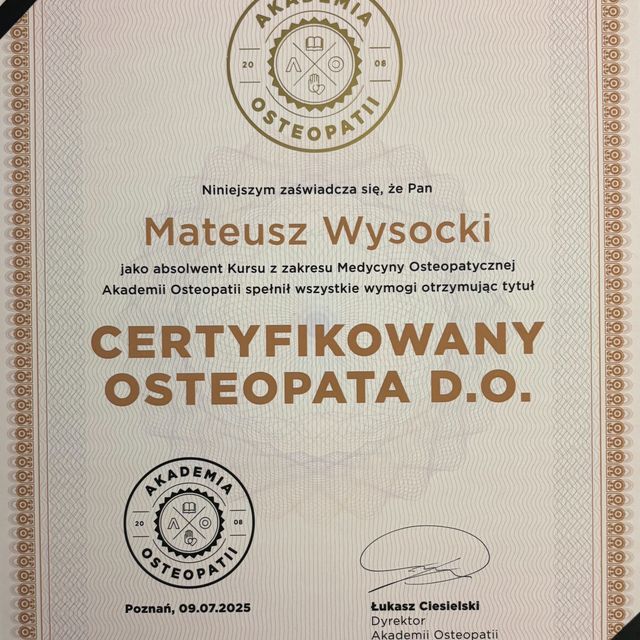 AKADEMIA
20 08
Λ O
OSTEOPATII
Niniejszym zaświadcza się, że Pan
Mateusz Wysocki
jako absolwent Kursu z zakresu Medycyny Osteopatycznej
Akademii Osteopatii spełnił wszystkie wymogi otrzymując tytuł
CERTYFIKOWANY
OSTEOPATA D.O.
AKADEMIA
20 08
Λ O
OSTEOPATII
Poznań, 09.07.2025
Łukasz Ciesielski
Dyrektor
Akademii Osteopatii